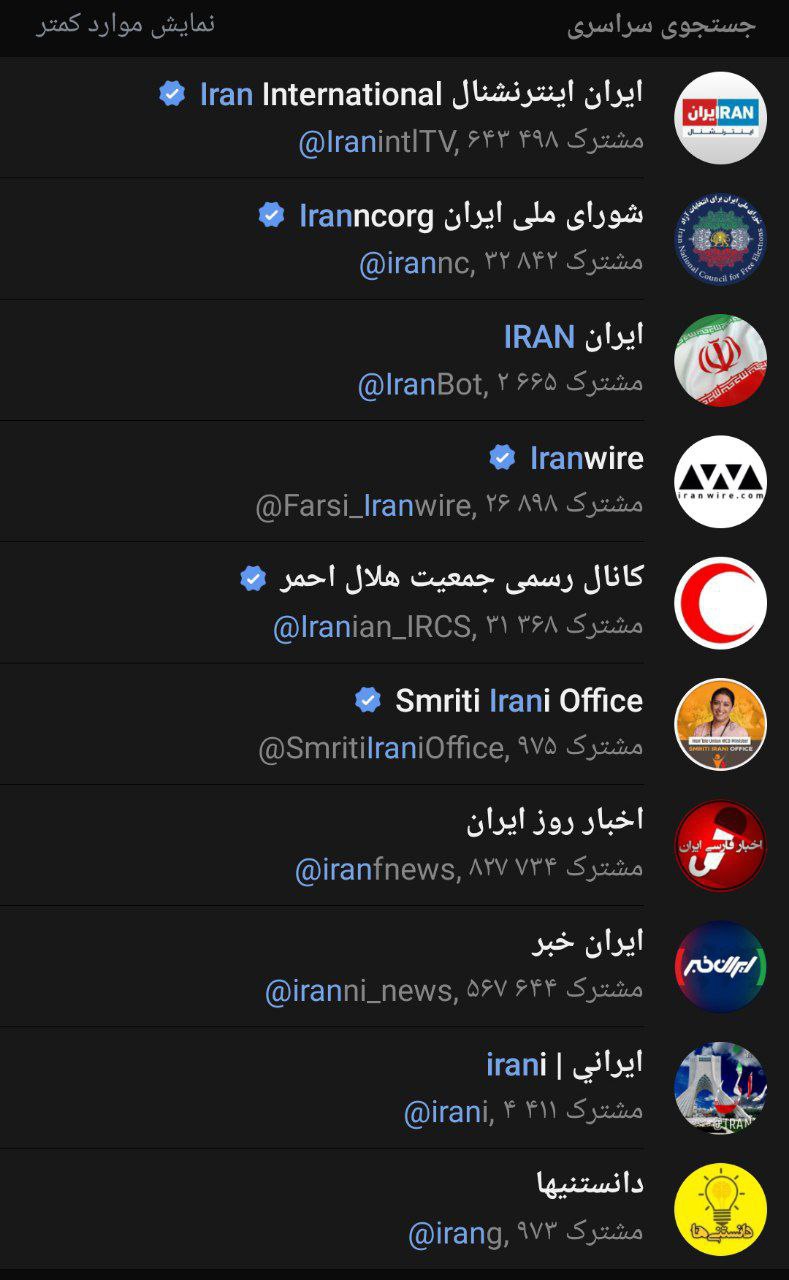 جستجوی سراسری
نمایش موارد کمتر
ایران اینترنشنال Iran International
@IranintlTV, ۶۴۳ ۴۹۸ مشترک
IRANایران
اینترنشنال
شورای ملی ایران Iranncorg
@irannc, ۳۲ ۸۴۲ مشترک
شورای ملی ایران برای انتخابات آزاد
Iran National Council for Free Elections
ایران IRAN
@IranBot, ۲ ۶۶۵ مشترک
Iranwire
@Farsi_Iranwire, ۲۶ ۸۹۸ مشترک
iranwire.com
کانال رسمی جمعیت هلال احمر
@Iranian_IRCS, ۳۱ ۳۶۸ مشترک
Smriti Irani Office
@SmritiIraniOffice, ۹۷۵ مشترک
SMRITI IRANI OFFICE
اخبار روز ایران
@iranfnews, ۸۲۷ ۷۳۴ مشترک
اخبار فارسی ایران
ایران خبر
@iranni_news, ۵۶۷ ۶۴۴ مشترک
ایران خبر
ايراني | irani
@irani, ۴ ۴۱۱ مشترک
@IRANI
دانستنیها
@irang, ۹۷۳ مشترک
دانستنی‌ها